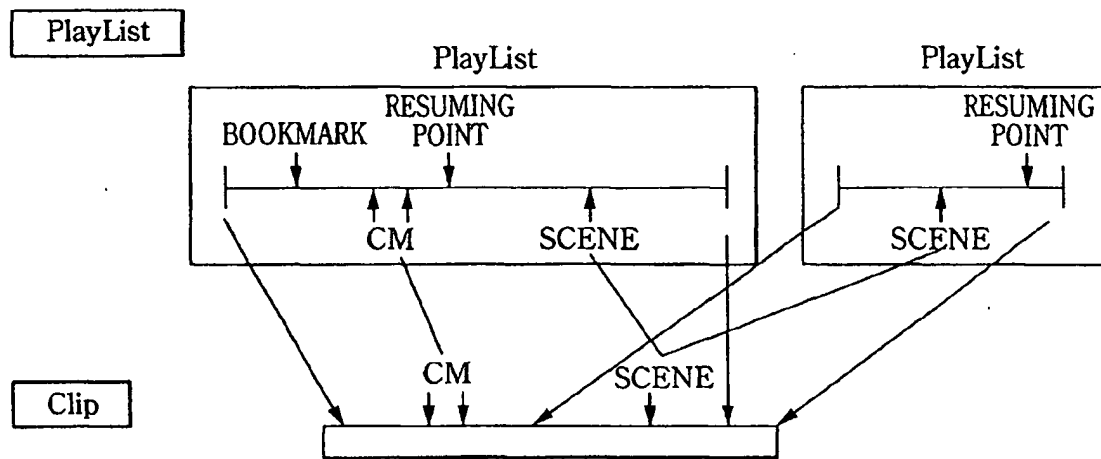 PlayList
PlayList
PlayList
RESUMING
POINT
BOOKMARK
RESUMING
POINT
CM
SCENE
SCENE
CM
SCENE
Clip